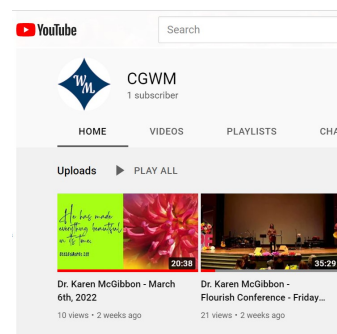 YouTube
Search
WM
CGWM
1 subscriber
HOME VIDEOS PLAYLISTS CHA
Uploads PLAY ALL
He has made
everything beautiful
in its time.
20:38
35:29
Dr. Karen McGibbon - March
6th, 2022
10 views • 2 weeks ago
Dr. Karen McGibbon -
Flourish Conference - Friday...
21 views • 2 weeks ago